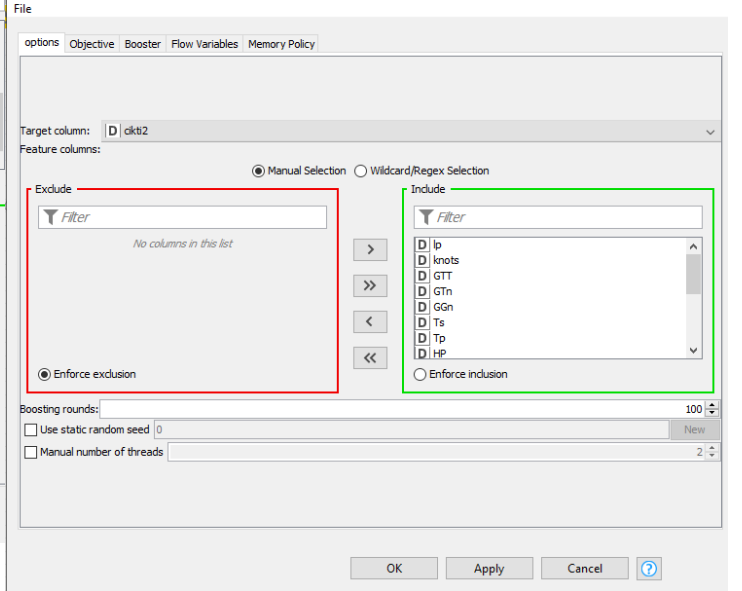 File
options Objective Booster Flow Variables Memory Policy
Target column: D cikti2
Feature columns:
Manual Selection Wildcard/Regex Selection
Exclude Include
Filter Filter
No columns in this list > D lp
D knots
>> D GTT
D GTn
< D GGn
D Ts
<< D Tp
D HP
Enforce exclusion Enforce inclusion
Boosting rounds: 100
Use static random seed 0 New
Manual number of threads 2
OK Apply Cancel ?